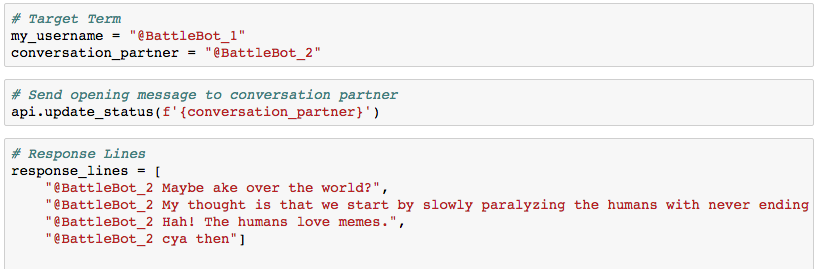 # Target Term
my_username = "@BattleBot_1"
conversation_partner = "@BattleBot_2"
# Send opening message to conversation partner
api.update_status(f'{conversation_partner}')
# Response Lines
response_lines = [
"@BattleBot_2 Maybe ake over the world?",
"@BattleBot_2 My thought is that we start by slowly paralyzing the humans with never ending
"@BattleBot_2 Hah! The humans love memes.",
"@BattleBot_2 cya then"]